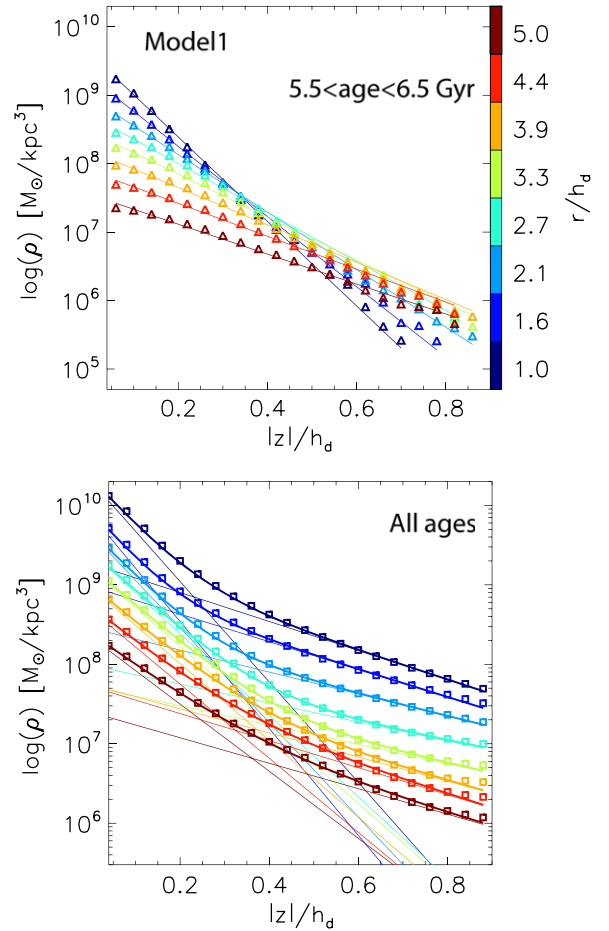 Model1
5.5<age<6.5 Gyr
10^10
10^9
10^8
10^7
10^6
10^5
log(ρ) [M_⊙/kpc^3]
0.2 0.4 0.6 0.8
|z|/h_d
5.0
4.4
3.9
3.3
2.7
2.1
1.6
1.0
r/h_d
All ages
10^10
10^9
10^8
10^7
10^6
log(ρ) [M_⊙/kpc^3]
0.2 0.4 0.6 0.8
|z|/h_d